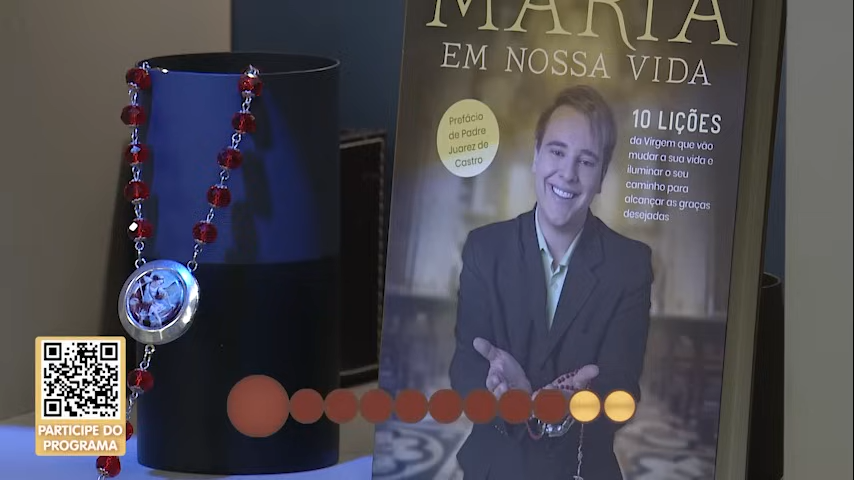 MARIA
EM NOSSA VIDA
Prefácio
de Padre
Juarez de
Castro
10 LIÇÕES
da Virgem que vão
mudar a sua vida e
iluminar o seu
caminho para
alcançar as graças
desejadas
PARTICIPE DO
PROGRAMA